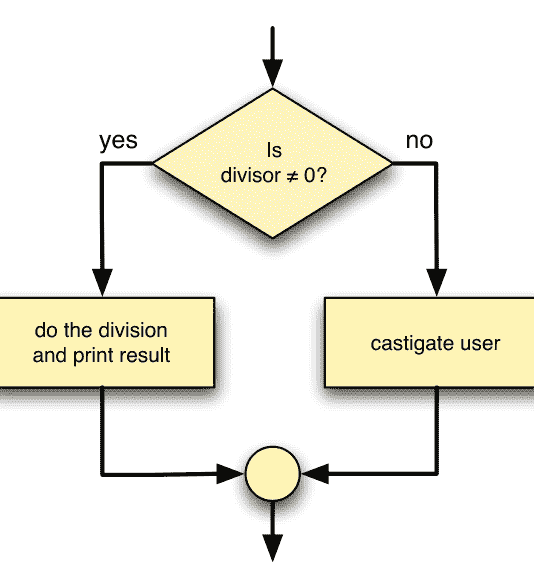 yes
no
Is
divisor ≠ 0?
do the division
and print result
castigate user